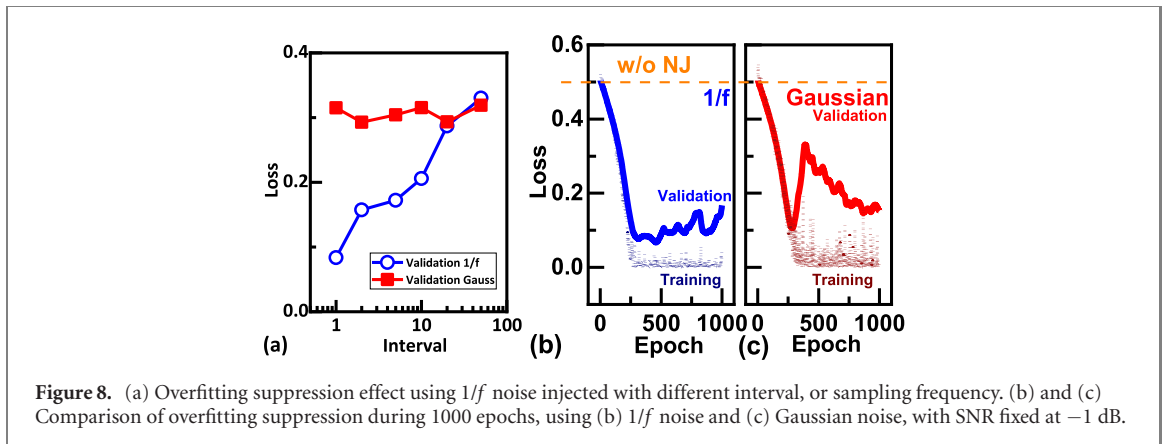 0.4
0.2
0.0
Loss
1
10
100
Interval
Validation 1/f
Validation Gauss
(a)
0.6
0.4
0.2
0.0
Loss
w/o NJ
1/f
Validation
Training
0
500
1000
Epoch
(b)
Gaussian
Validation
Training
0
500
1000
Epoch
(c)
Figure 8. (a) Overfitting suppression effect using 1/f noise injected with different interval, or sampling frequency. (b) and (c)
Comparison of overfitting suppression during 1000 epochs, using (b) 1/f noise and (c) Gaussian noise, with SNR fixed at −1 dB.